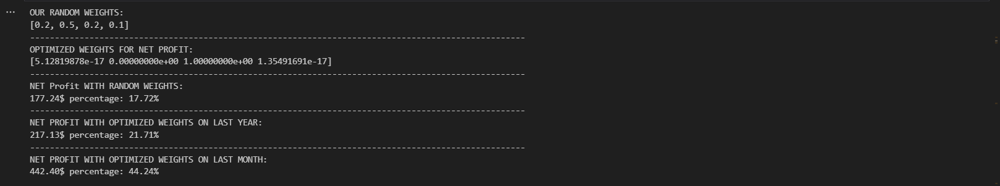 ...
OUR RANDOM WEIGHTS:
[0.2, 0.5, 0.2, 0.1]
----------------------------------------------------------------------------------------------------
OPTIMIZED WEIGHTS FOR NET PROFIT:
[5.12819878e-17 0.00000000e+00 1.00000000e+00 1.35491691e-17]
----------------------------------------------------------------------------------------------------
NET Profit WITH RANDOM WEIGHTS:
177.24$ percentage: 17.72%
----------------------------------------------------------------------------------------------------
NET PROFIT WITH OPTIMIZED WEIGHTS ON LAST YEAR:
217.13$ percentage: 21.71%
----------------------------------------------------------------------------------------------------
NET PROFIT WITH OPTIMIZED WEIGHTS ON LAST MONTH:
442.40$ percentage: 44.24%